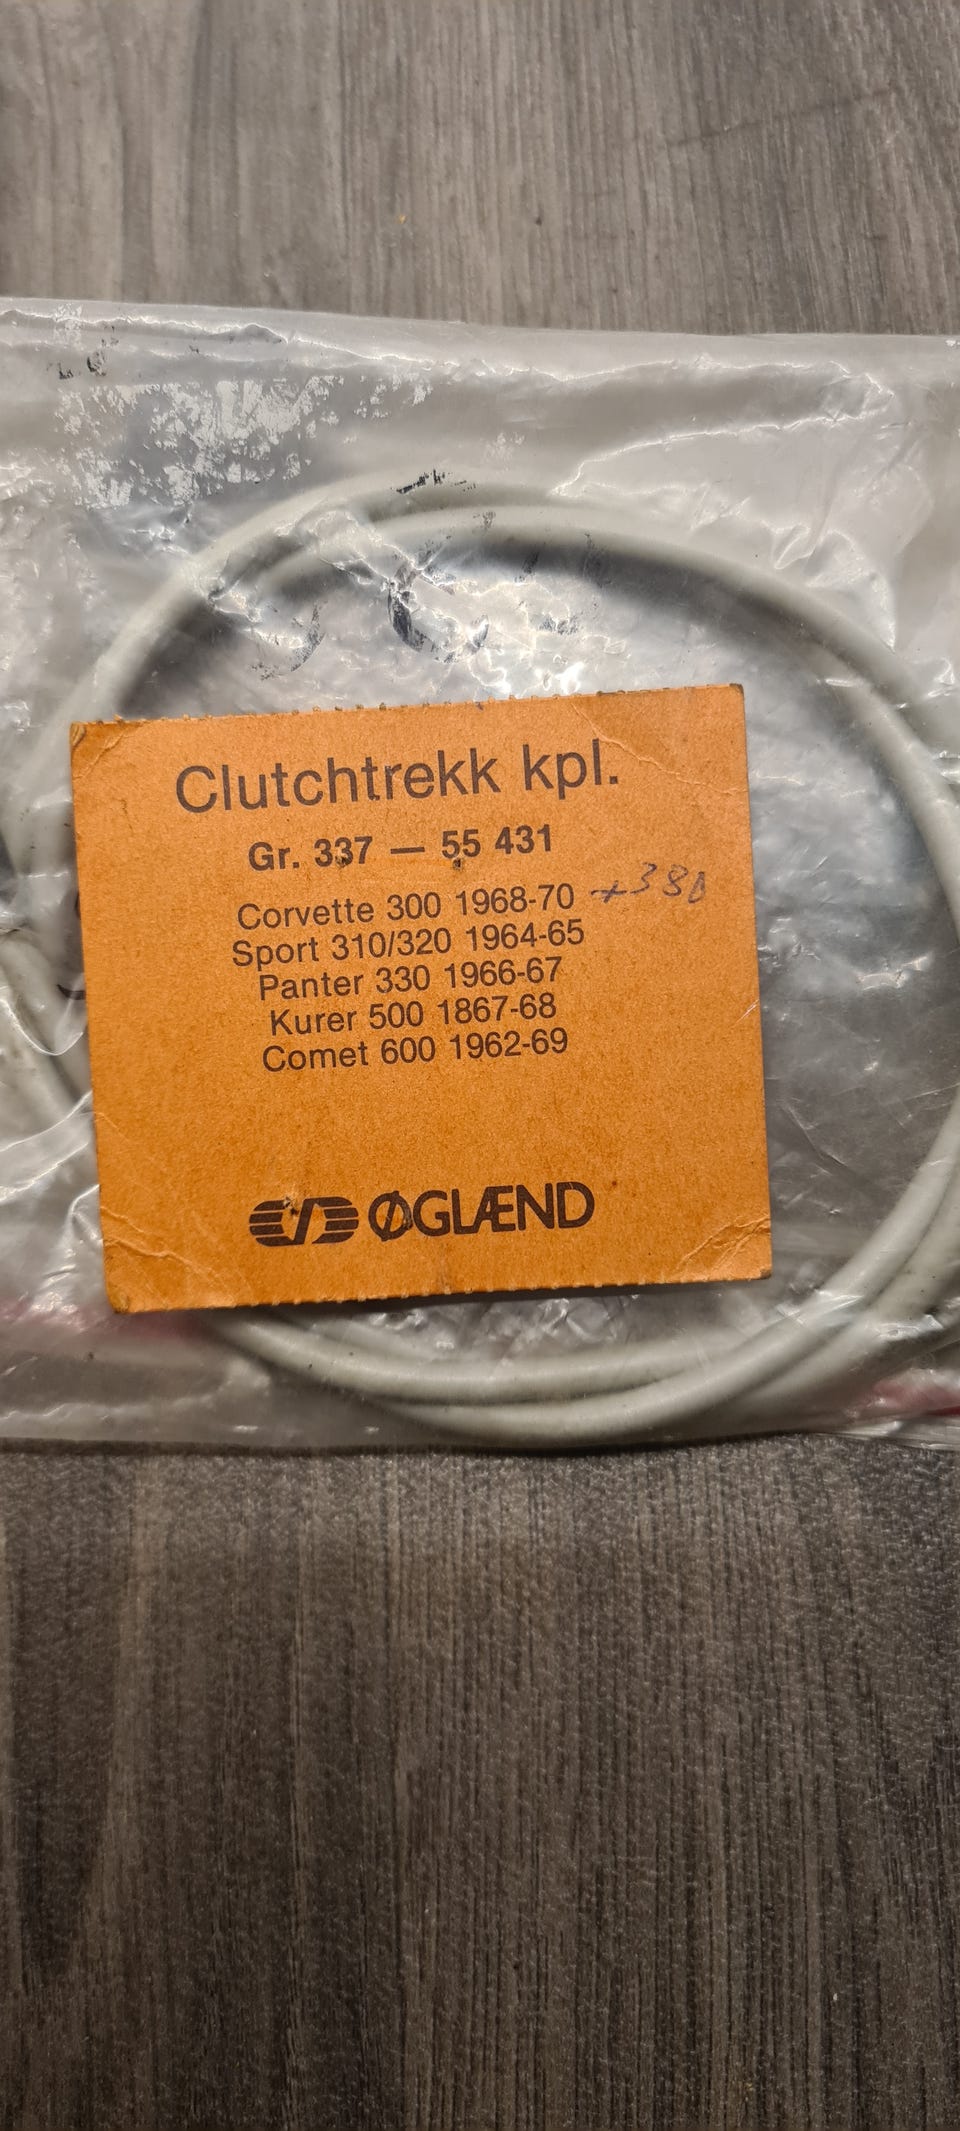 Clutchtrekk kpl.
Gr. 337 — 55 431
Corvette 300 1968-70 +380
Sport 310/320 1964-65
Panter 330 1966-67
Kurer 500 1867-68
Comet 600 1962-69
ØGLÆND